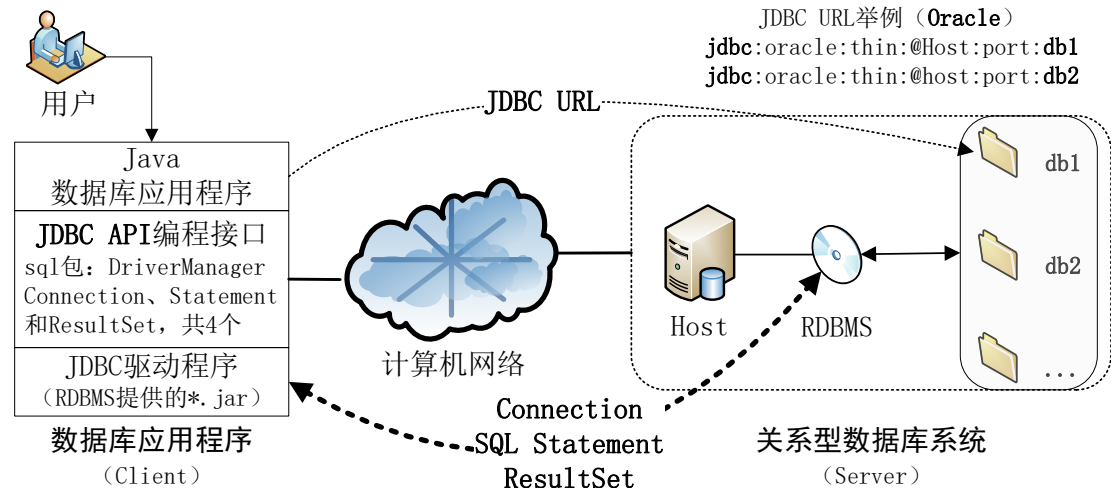 JDBC URL举例（Oracle）
jdbc:oracle:thin:@Host:port:db1
jdbc:oracle:thin:@host:port:db2
用户
JDBC URL
Java
数据库应用程序
JDBC API编程接口
sql包：DriverManager
Connection、Statement
和ResultSet，共4个
JDBC驱动程序
（RDBMS提供的*.jar）
数据库应用程序
（Client）
计算机网络
Connection
SQL Statement
ResultSet
Host
RDBMS
db1
db2
...
关系型数据库系统
（Server）